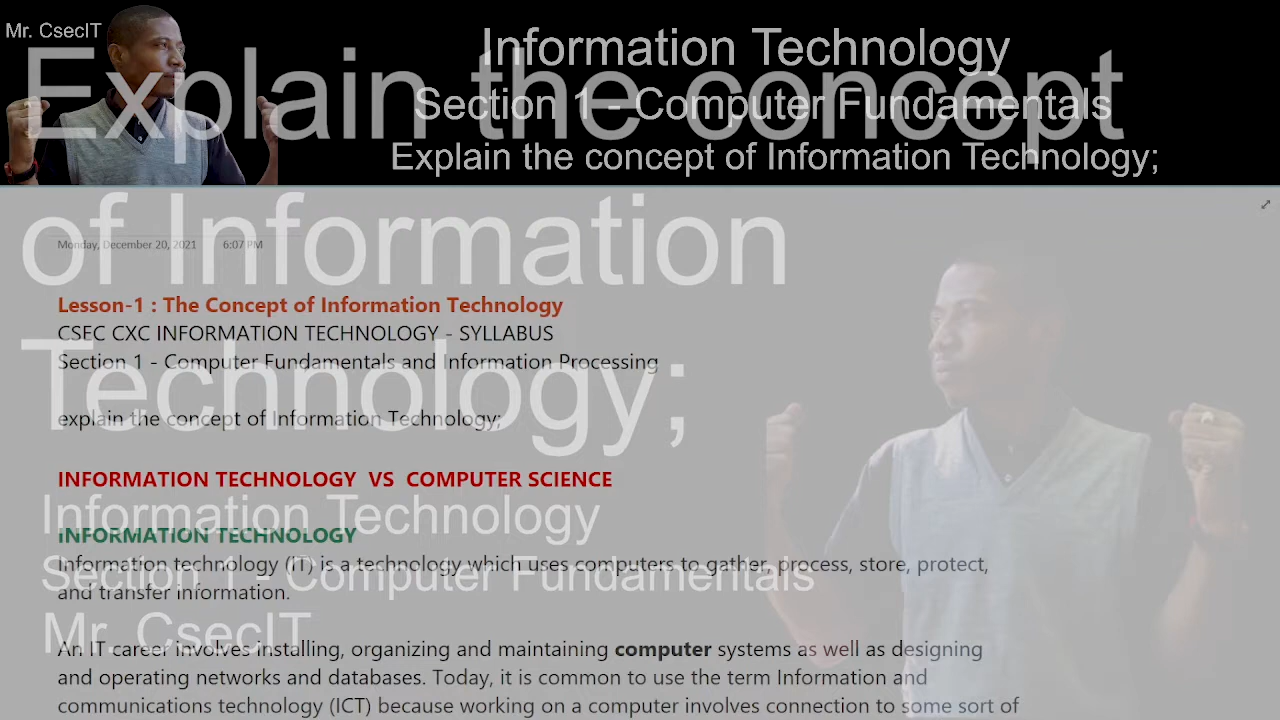 Mr. CsecIT
Information Technology
Section 1 - Computer Fundamentals
Explain the concept of Information Technology;
Explain the concept
of Information
Technology;
Information Technology
Section 1 - Computer Fundamentals
Mr. CsecIT
Monday, December 20, 2021 6:07 PM
Lesson-1 : The Concept of Information Technology
CSEC CXC INFORMATION TECHNOLOGY - SYLLABUS
Section 1 - Computer Fundamentals and Information Processing
explain the concept of Information Technology;
INFORMATION TECHNOLOGY VS COMPUTER SCIENCE
INFORMATION TECHNOLOGY
Information technology (IT) is a technology which uses computers to gather, process, store, protect,
and transfer information.
An IT career involves installing, organizing and maintaining computer systems as well as designing
and operating networks and databases. Today, it is common to use the term Information and
communications technology (ICT) because working on a computer involves connection to some sort of